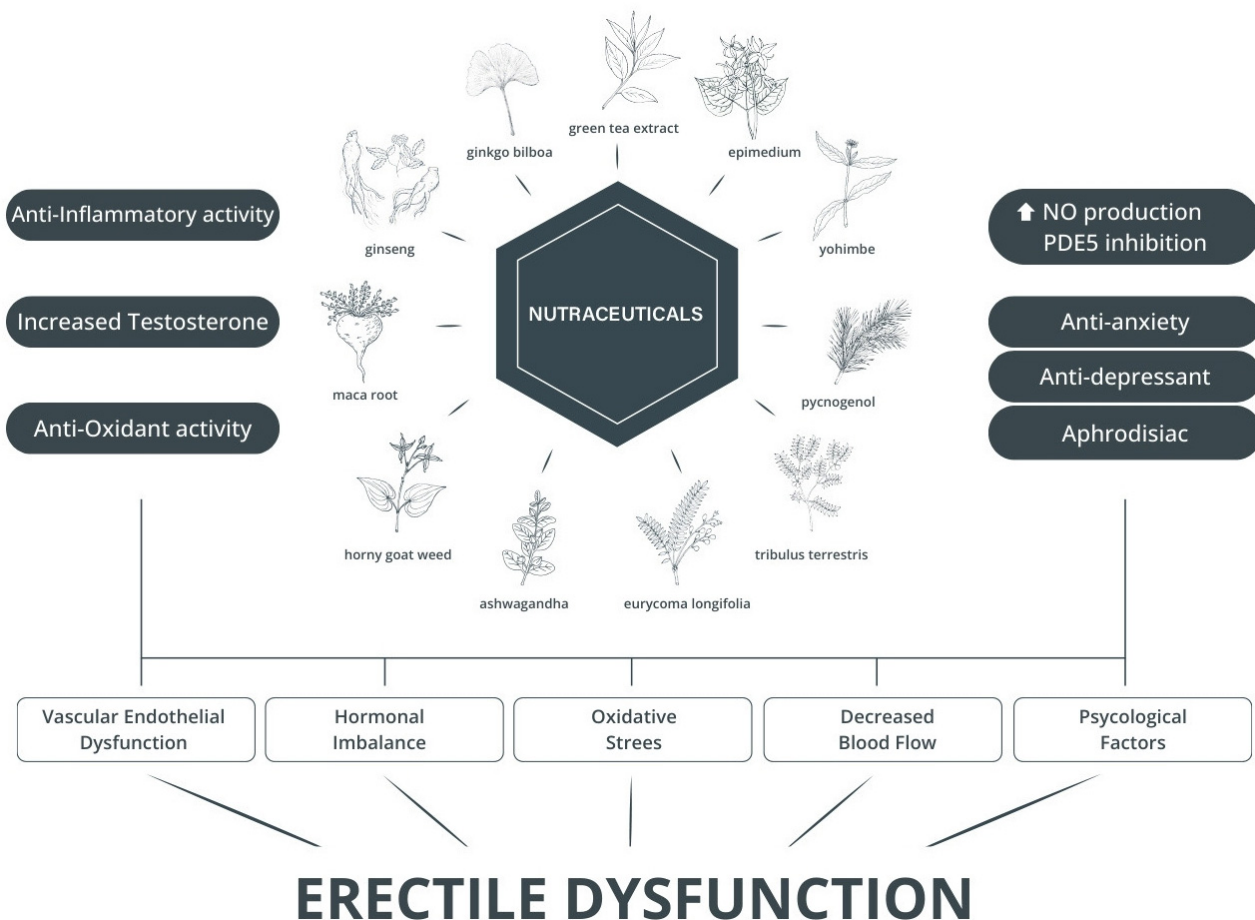 green tea extract
ginkgo bilboa
epimedium
ginseng
yohimbe
Anti-Inflammatory activity
Increased Testosterone
Anti-Oxidant activity
NUTRACEUTICALS
maca root
pycnogenol
horny goat weed
tribulus terrestris
ashwagandha
eurycoma longifolia
⬆ NO production
PDE5 inhibition
Anti-anxiety
Anti-depressant
Aphrodisiac
Vascular Endothelial
Dysfunction
Hormonal
Imbalance
Oxidative
Strees
Decreased
Blood Flow
Psycological
Factors
ERECTILE DYSFUNCTION